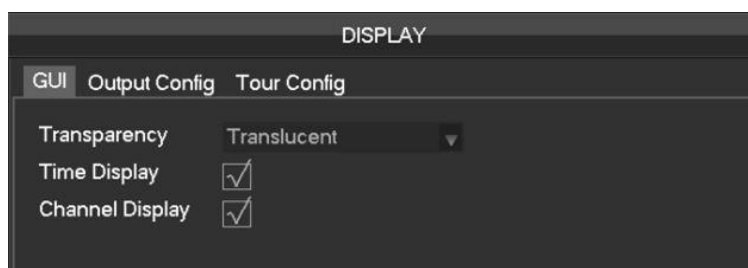 DISPLAY
GUI Output Config Tour Config
Transparency Translucent
Time Display
Channel Display